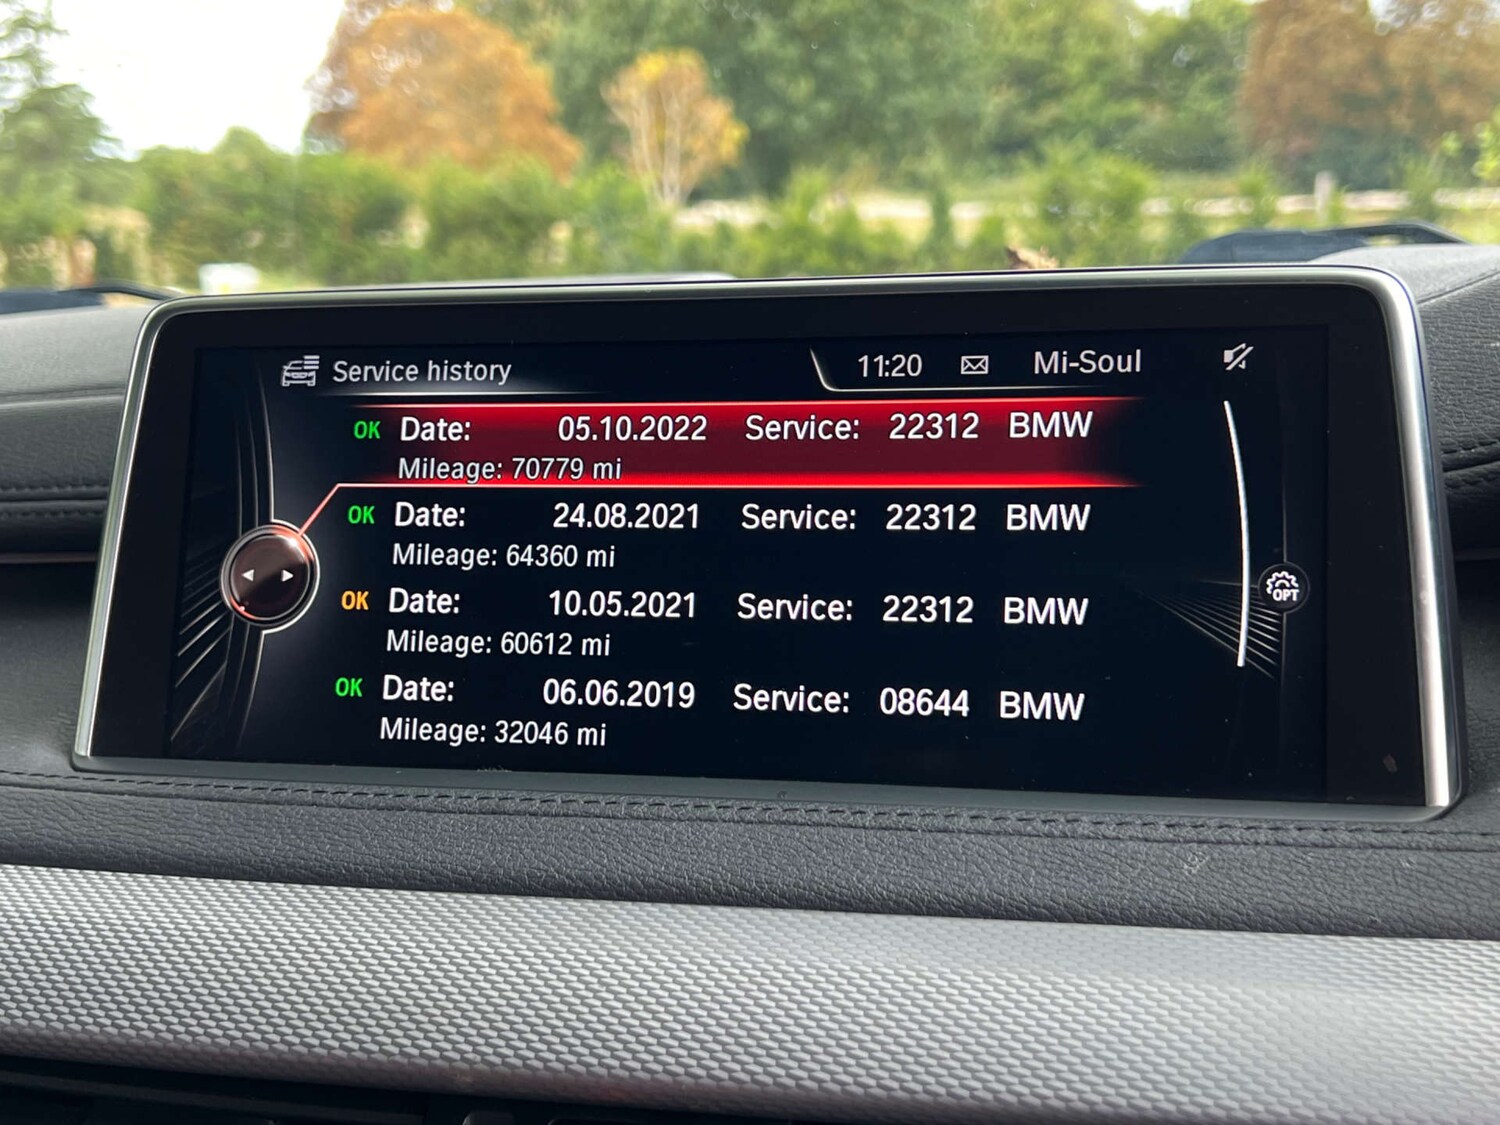 Service history 11:20 Mi-Soul
OK Date: 05.10.2022 Service: 22312 BMW
Mileage: 70779 mi
OK Date: 24.08.2021 Service: 22312 BMW
Mileage: 64360 mi
OK Date: 10.05.2021 Service: 22312 BMW
Mileage: 60612 mi
OPT
OK Date: 06.06.2019 Service: 08644 BMW
Mileage: 32046 mi